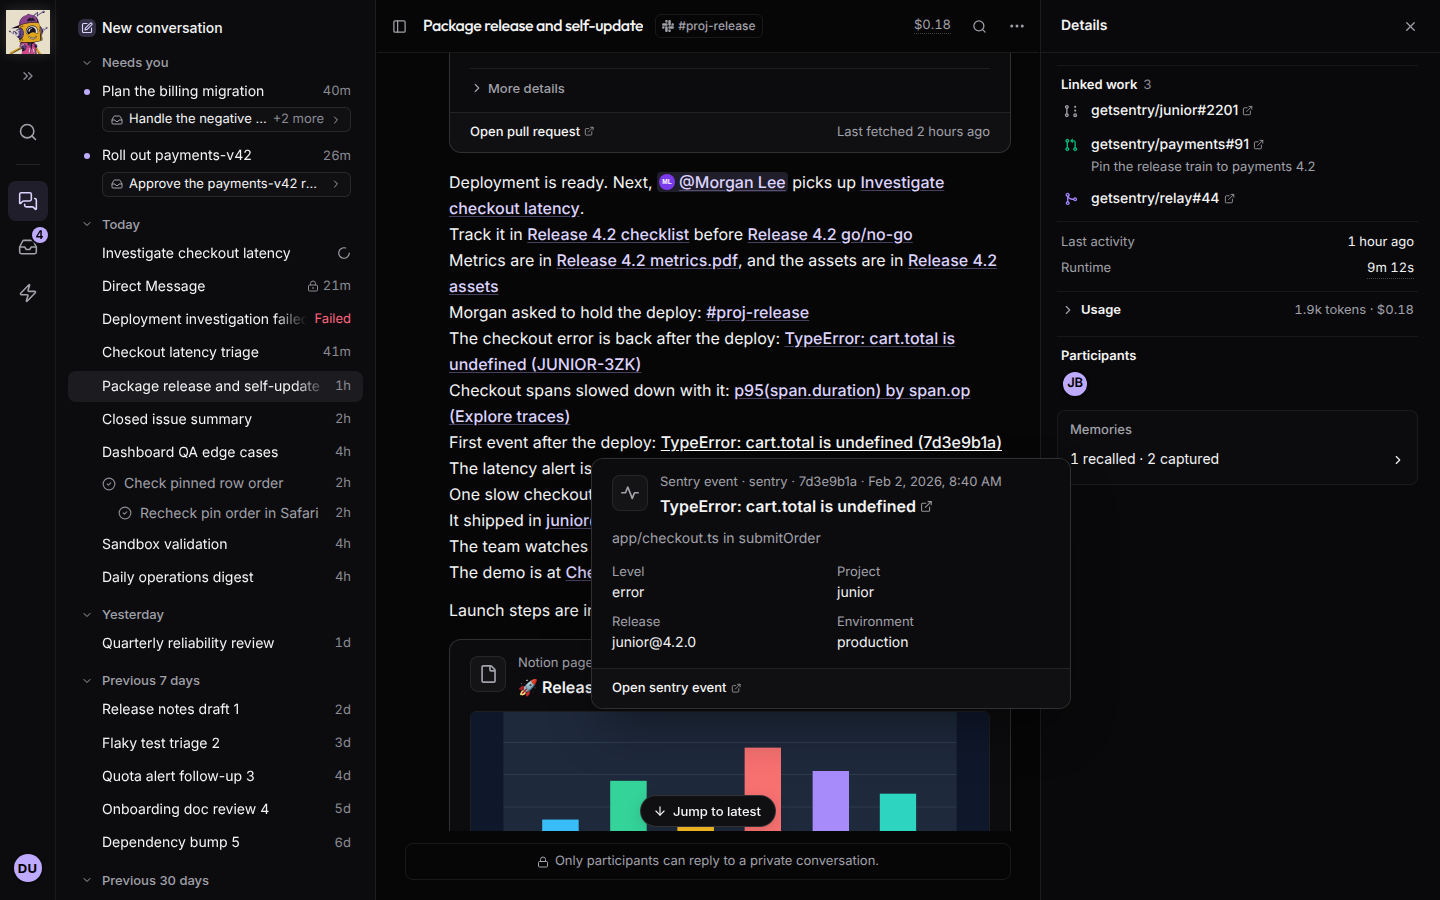 New conversation
Needs you
Plan the billing migration 40m
Handle the negative ... +2 more
Roll out payments-v42 26m
Approve the payments-v42 r...
Today
Investigate checkout latency
Direct Message 21m
Deployment investigation failed Failed
Checkout latency triage 41m
Package release and self-update 1h
Closed issue summary 2h
Dashboard QA edge cases 4h
Check pinned row order 2h
Recheck pin order in Safari 2h
Sandbox validation 4h
Daily operations digest 4h
Yesterday
Quarterly reliability review 1d
Previous 7 days
Release notes draft 1 2d
Flaky test triage 2 3d
Quota alert follow-up 3 4d
Onboarding doc review 4 5d
Dependency bump 5 6d
Previous 30 days
4
DU
Package release and self-update #proj-release $0.18
More details
Open pull request Last fetched 2 hours ago
Deployment is ready. Next, ML @Morgan Lee picks up Investigate
checkout latency.
Track it in Release 4.2 checklist before Release 4.2 go/no-go
Metrics are in Release 4.2 metrics.pdf, and the assets are in Release 4.2
assets
Morgan asked to hold the deploy: #proj-release
The checkout error is back after the deploy: TypeError: cart.total is
undefined (JUNIOR-3ZK)
Checkout spans slowed down with it: p95(span.duration) by span.op
(Explore traces)
First event after the deploy: TypeError: cart.total is undefined (7d3e9b1a)
The latency alert is
One slow checkout
It shipped in junior@
The team watches
The demo is at Che
Launch steps are in
Notion page
🚀 Releas
Sentry event · sentry · 7d3e9b1a · Feb 2, 2026, 8:40 AM
TypeError: cart.total is undefined
app/checkout.ts in submitOrder
Level Project
error junior
Release Environment
junior@4.2.0 production
Open sentry event
Jump to latest
Only participants can reply to a private conversation.
Details
Linked work 3
getsentry/junior#2201
getsentry/payments#91
Pin the release train to payments 4.2
getsentry/relay#44
Last activity 1 hour ago
Runtime 9m 12s
Usage 1.9k tokens · $0.18
Participants
JB
Memories
1 recalled · 2 captured